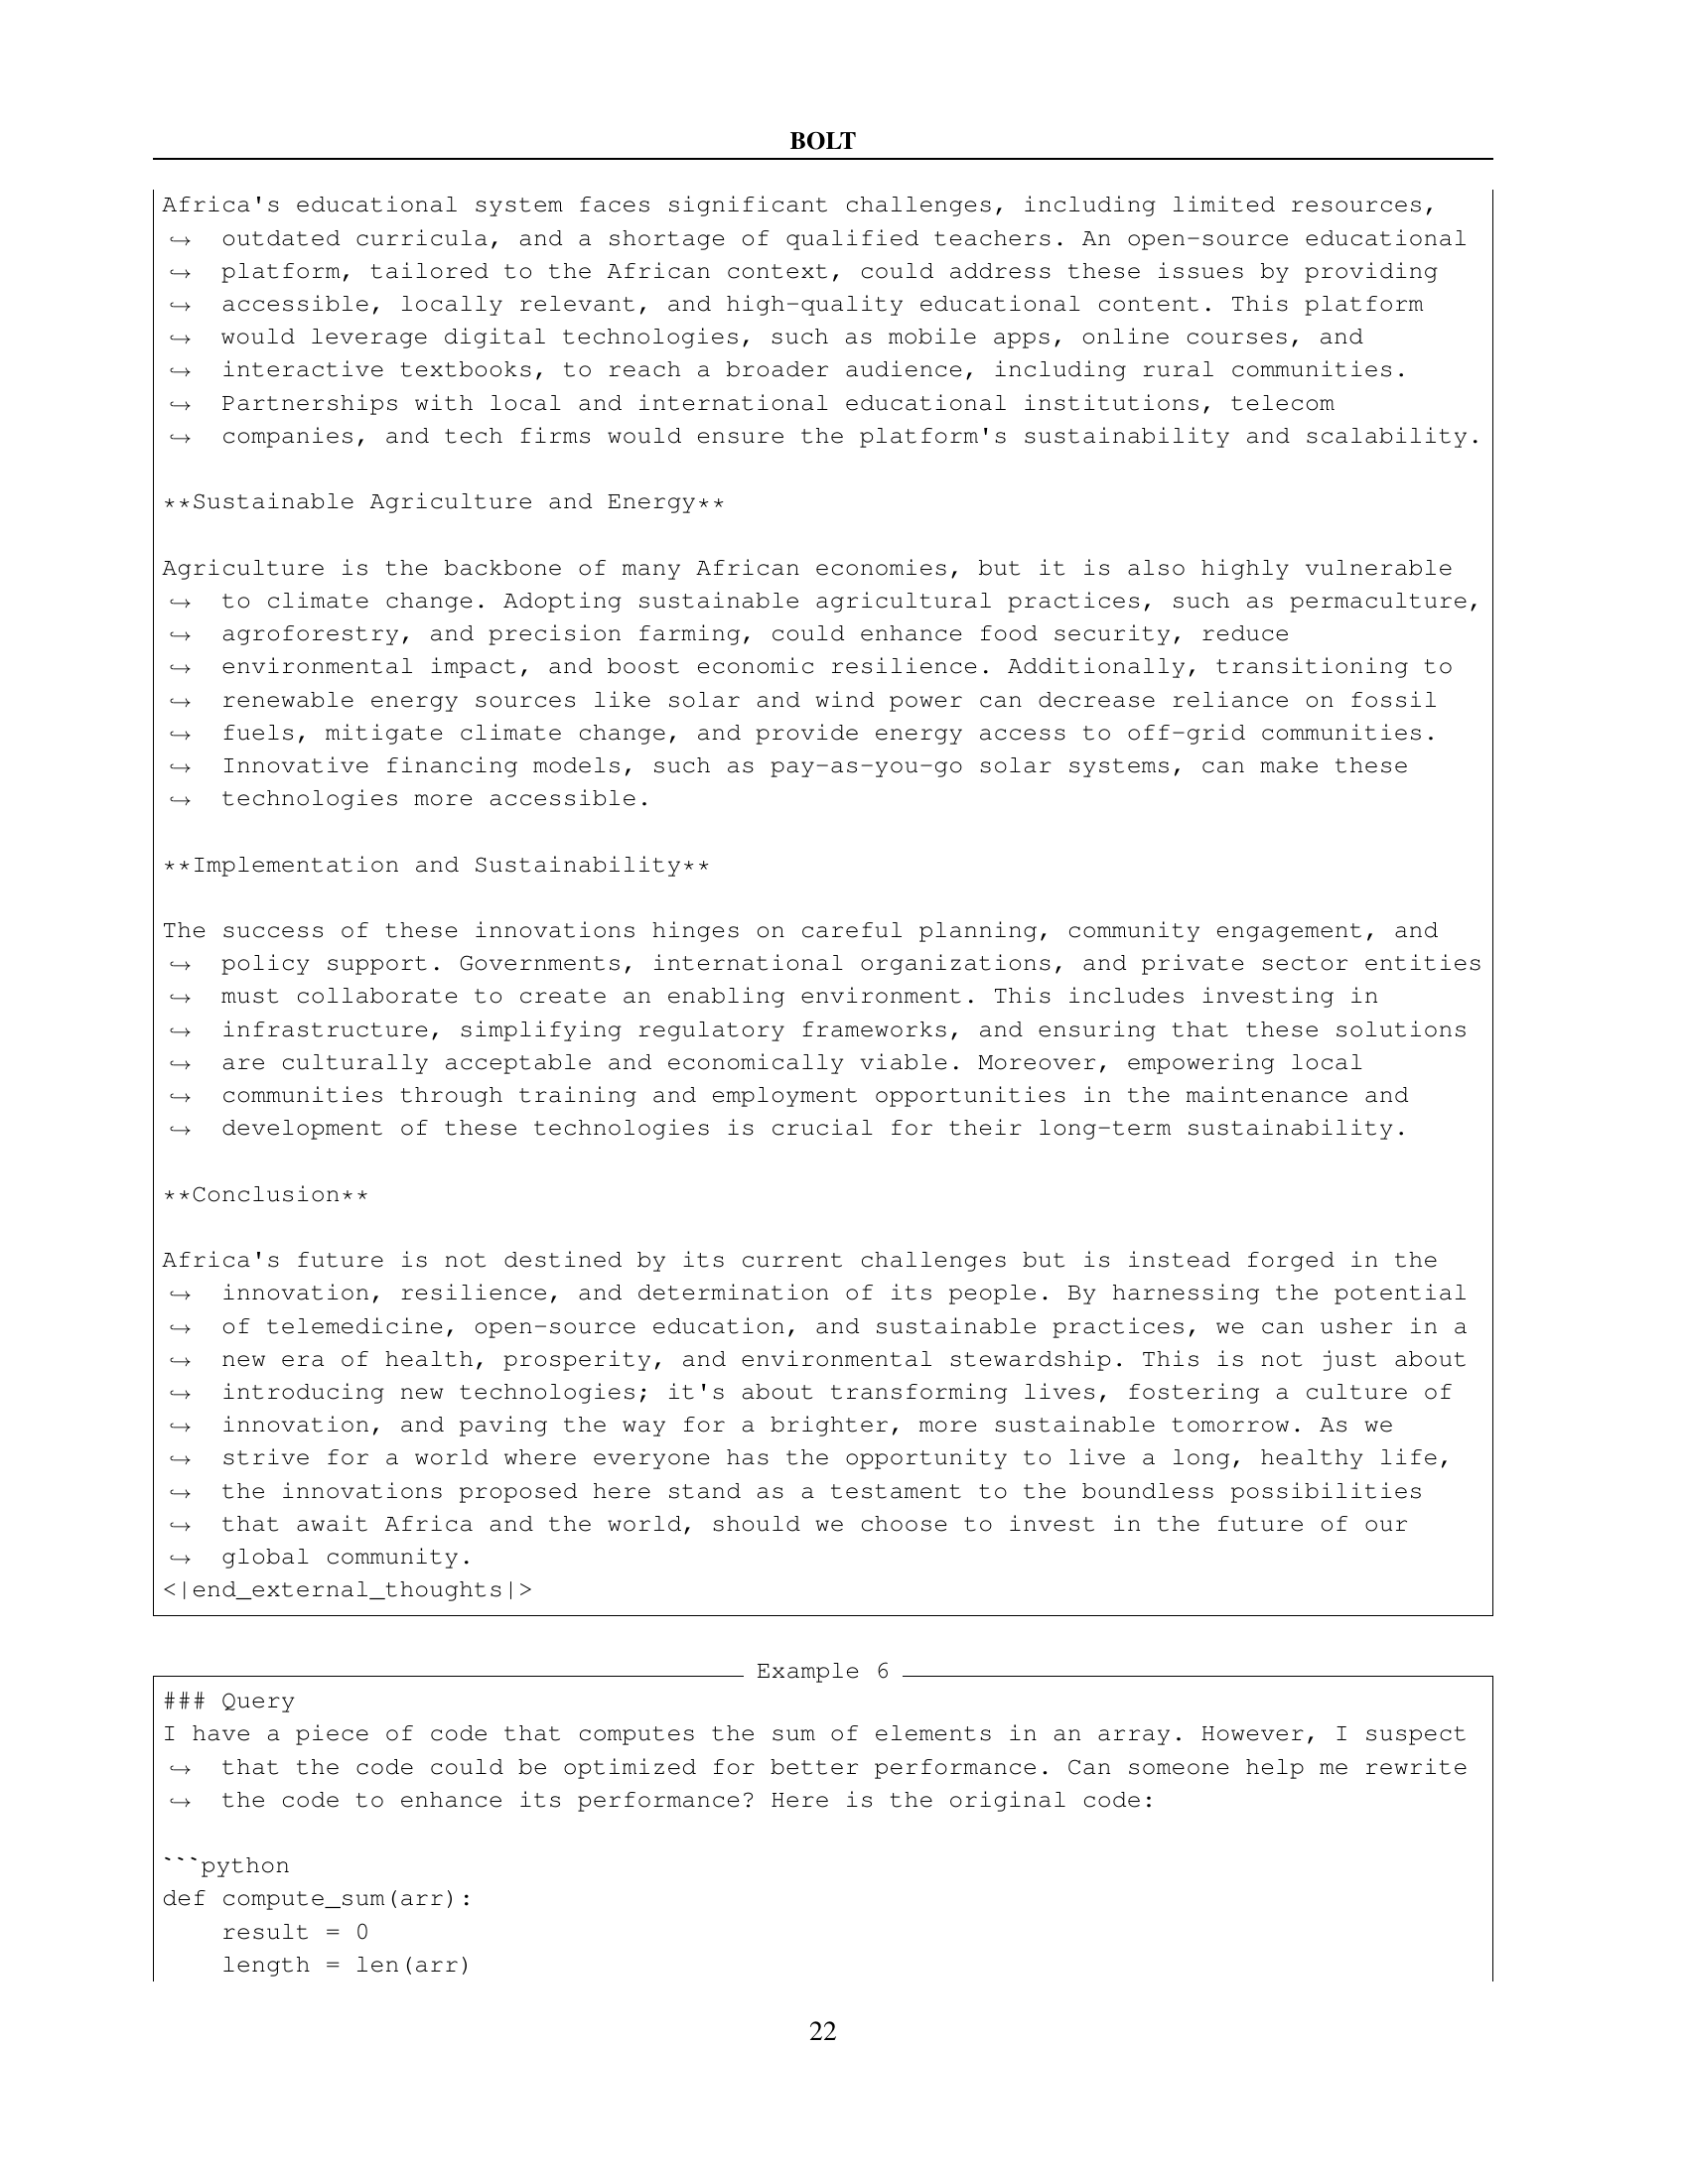 BOLT
Africa's educational system faces significant challenges, including limited resources,
↪ outdated curricula, and a shortage of qualified teachers. An open-source educational
↪ platform, tailored to the African context, could address these issues by providing
↪ accessible, locally relevant, and high-quality educational content. This platform
↪ would leverage digital technologies, such as mobile apps, online courses, and
↪ interactive textbooks, to reach a broader audience, including rural communities.
↪ Partnerships with local and international educational institutions, telecom
↪ companies, and tech firms would ensure the platform's sustainability and scalability.
**Sustainable Agriculture and Energy**
Agriculture is the backbone of many African economies, but it is also highly vulnerable
↪ to climate change. Adopting sustainable agricultural practices, such as permaculture,
↪ agroforestry, and precision farming, could enhance food security, reduce
↪ environmental impact, and boost economic resilience. Additionally, transitioning to
↪ renewable energy sources like solar and wind power can decrease reliance on fossil
↪ fuels, mitigate climate change, and provide energy access to off-grid communities.
↪ Innovative financing models, such as pay-as-you-go solar systems, can make these
↪ technologies more accessible.
**Implementation and Sustainability**
The success of these innovations hinges on careful planning, community engagement, and
↪ policy support. Governments, international organizations, and private sector entities
↪ must collaborate to create an enabling environment. This includes investing in
↪ infrastructure, simplifying regulatory frameworks, and ensuring that these solutions
↪ are culturally acceptable and economically viable. Moreover, empowering local
↪ communities through training and employment opportunities in the maintenance and
↪ development of these technologies is crucial for their long-term sustainability.
**Conclusion**
Africa's future is not destined by its current challenges but is instead forged in the
↪ innovation, resilience, and determination of its people. By harnessing the potential
↪ of telemedicine, open-source education, and sustainable practices, we can usher in a
↪ new era of health, prosperity, and environmental stewardship. This is not just about
↪ introducing new technologies; it's about transforming lives, fostering a culture of
↪ innovation, and paving the way for a brighter, more sustainable tomorrow. As we
↪ strive for a world where everyone has the opportunity to live a long, healthy life,
↪ the innovations proposed here stand as a testament to the boundless possibilities
↪ that await Africa and the world, should we choose to invest in the future of our
↪ global community.
<|end_external_thoughts|>
Example 6
### Query
I have a piece of code that computes the sum of elements in an array. However, I suspect
↪ that the code could be optimized for better performance. Can someone help me rewrite
↪ the code to enhance its performance? Here is the original code:
```python
def compute_sum(arr):
    result = 0
    length = len(arr)
22